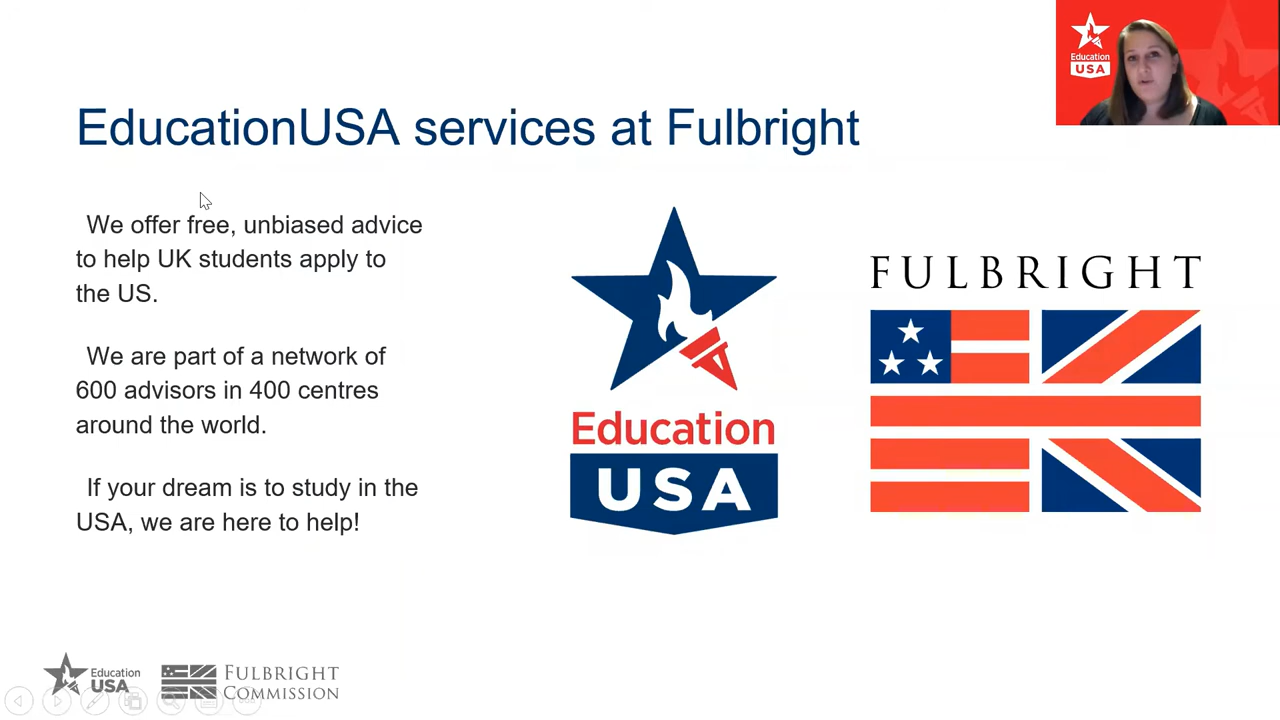 Education
USA
EducationUSA services at Fulbright
We offer free, unbiased advice
to help UK students apply to
the US.
We are part of a network of
600 advisors in 400 centres
around the world.
If your dream is to study in the
USA, we are here to help!
Education
USA
FULBRIGHT
Education
USA
FULBRIGHT
COMMISSION